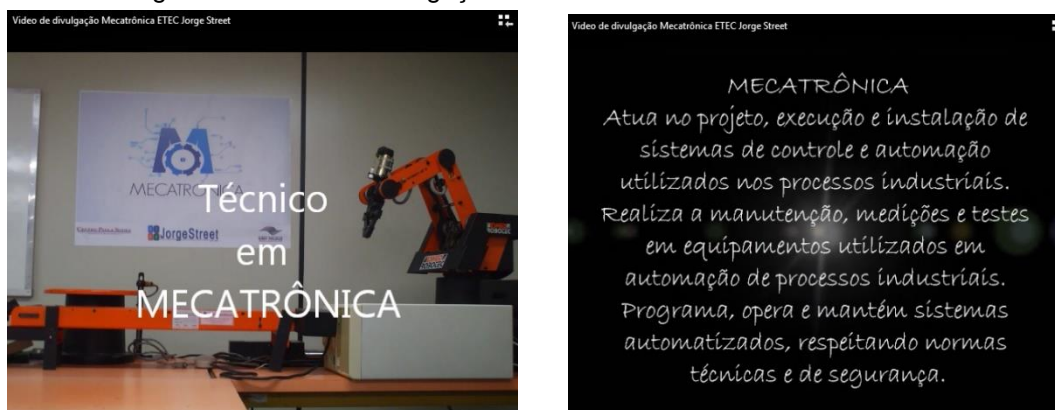 Video de divulgação Mecatrônica ETEC Jorge Street
MECATRÔNICA
Técnico
em
MECATRÔNICA
JorgeStreet
Video de divulgação Mecatrônica ETEC Jorge Street
MECATRÔNICA
Atua no projeto, execução e instalação de
sistemas de controle e automação
utilizados nos processos industriais.
Realiza a manutenção, medições e testes
em equipamentos utilizados em
automação de processos industriais.
Programa, opera e mantém sistemas
automatizados, respeitando normas
técnicas e de segurança.